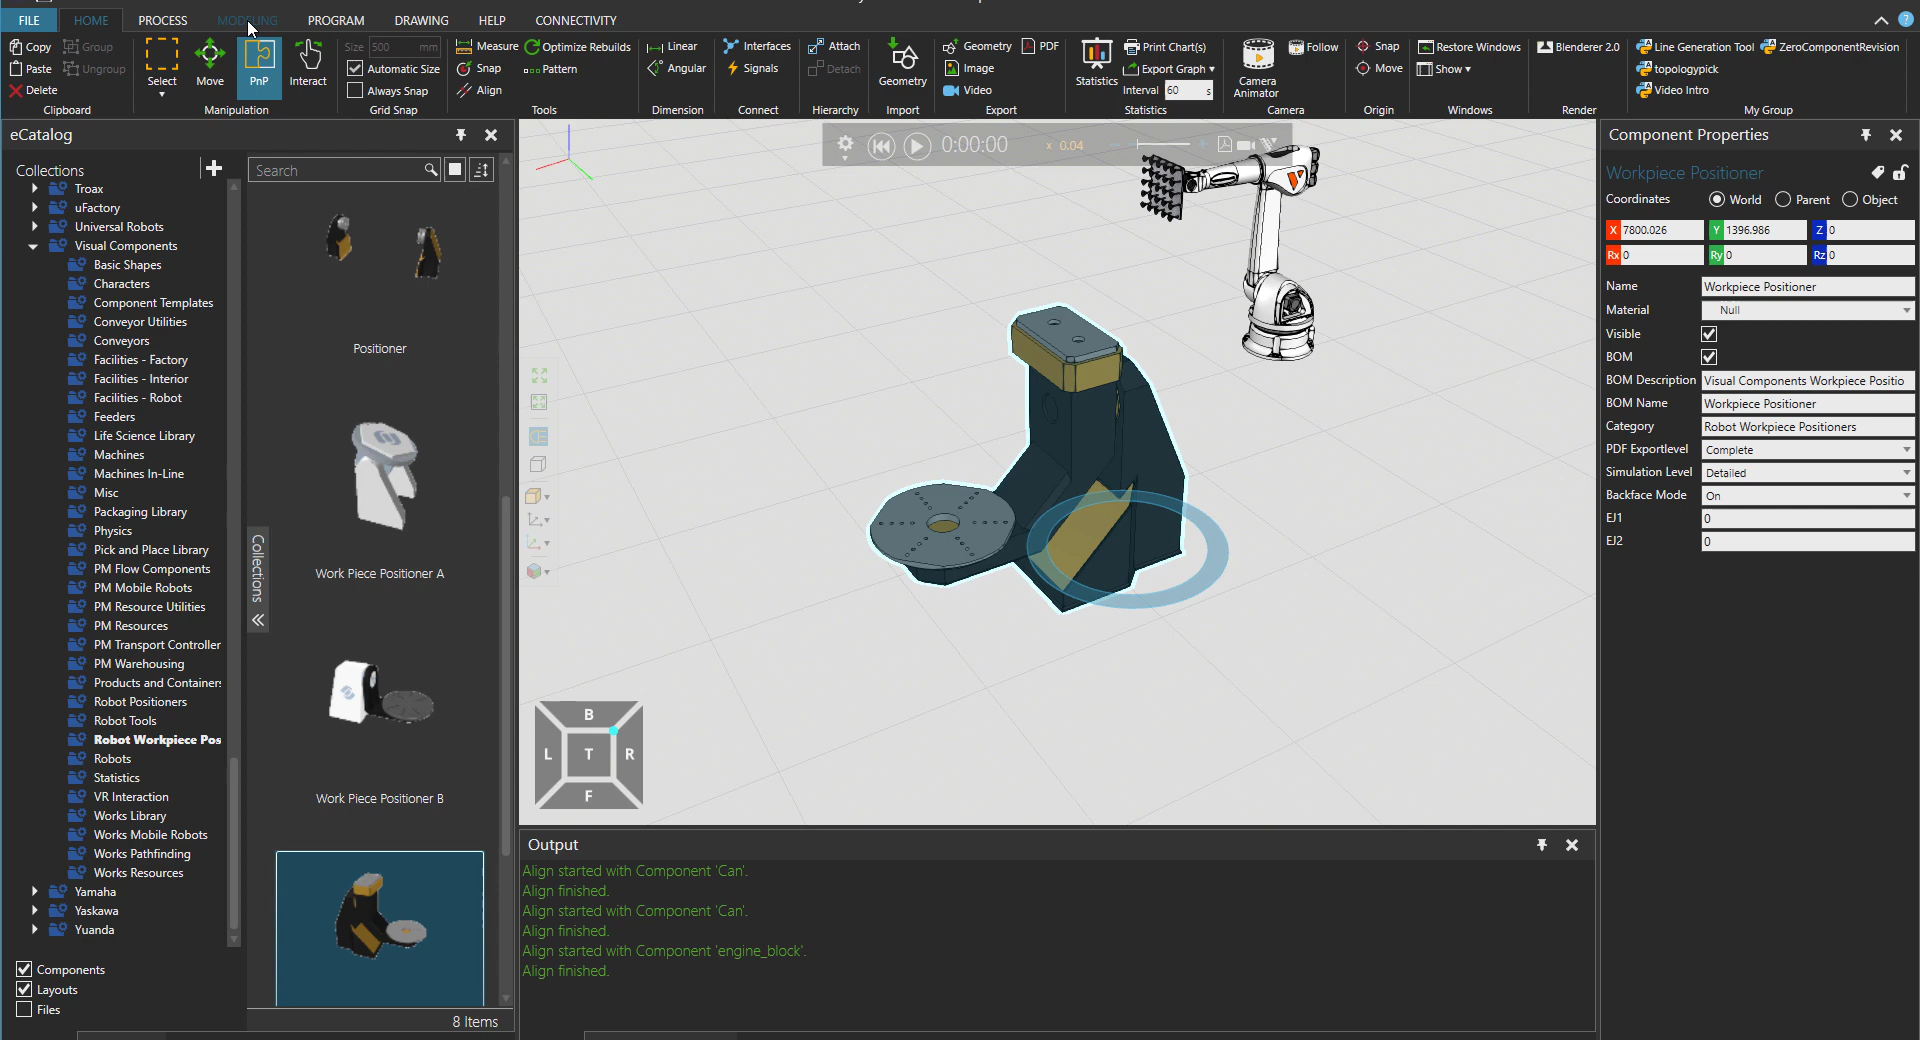 FILE HOME PROCESS MODELING PROGRAM DRAWING HELP CONNECTIVITY
Copy
Paste
Delete
Clipboard
Group
Ungroup
Select
Move
PnP
Interact
Manipulation
Size 500 mm
Automatic Size
Always Snap
Grid Snap
Measure
Snap
Align
Optimize Rebuilds
Pattern
Tools
Linear
Angular
Dimension
Interfaces
Signals
Connect
Attach
Detach
Hierarchy
Geometry
Import
Geometry
PDF
Image
Video
Export
Statistics
Print Chart(s)
Export Graph
Interval 60 s
Statistics
Camera
Animator
Follow
Camera
Snap
Move
Origin
Restore Windows
Show
Windows
Blenderer 2.0
Render
Line Generation Tool
ZeroComponentRevision
topologypick
Video Intro
My Group
eCatalog
Collections
Troax
uFactory
Universal Robots
Visual Components
Basic Shapes
Characters
Component Templates
Conveyor Utilities
Conveyors
Facilities - Factory
Facilities - Interior
Facilities - Robot
Feeders
Life Science Library
Machines
Machines In-Line
Misc
Packaging Library
Physics
Pick and Place Library
PM Flow Components
PM Mobile Robots
PM Resource Utilities
PM Resources
PM Transport Controller
PM Warehousing
Products and Containers
Robot Positioners
Robot Tools
Robot Workpiece Pos
Robots
Statistics
VR Interaction
Works Library
Works Mobile Robots
Works Pathfinding
Works Resources
Yamaha
Yaskawa
Yuanda
Components
Layouts
Files
Search
Collections
Positioner
Work Piece Positioner A
Work Piece Positioner B
8 Items
0:00:00
x 0.04
B
L T R
F
Output
Align started with Component 'Can'.
Align finished.
Align started with Component 'Can'.
Align finished.
Align started with Component 'engine_block'.
Align finished.
Component Properties
Workpiece Positioner
Coordinates World Parent Object
X 7800.026 Y 1396.986 Z 0
Rx 0 Ry 0 Rz 0
Name Workpiece Positioner
Material Null
Visible
BOM
BOM Description Visual Components Workpiece Positio
BOM Name Workpiece Positioner
Category Robot Workpiece Positioners
PDF Exportlevel Complete
Simulation Level Detailed
Backface Mode On
EJ1 0
EJ2 0